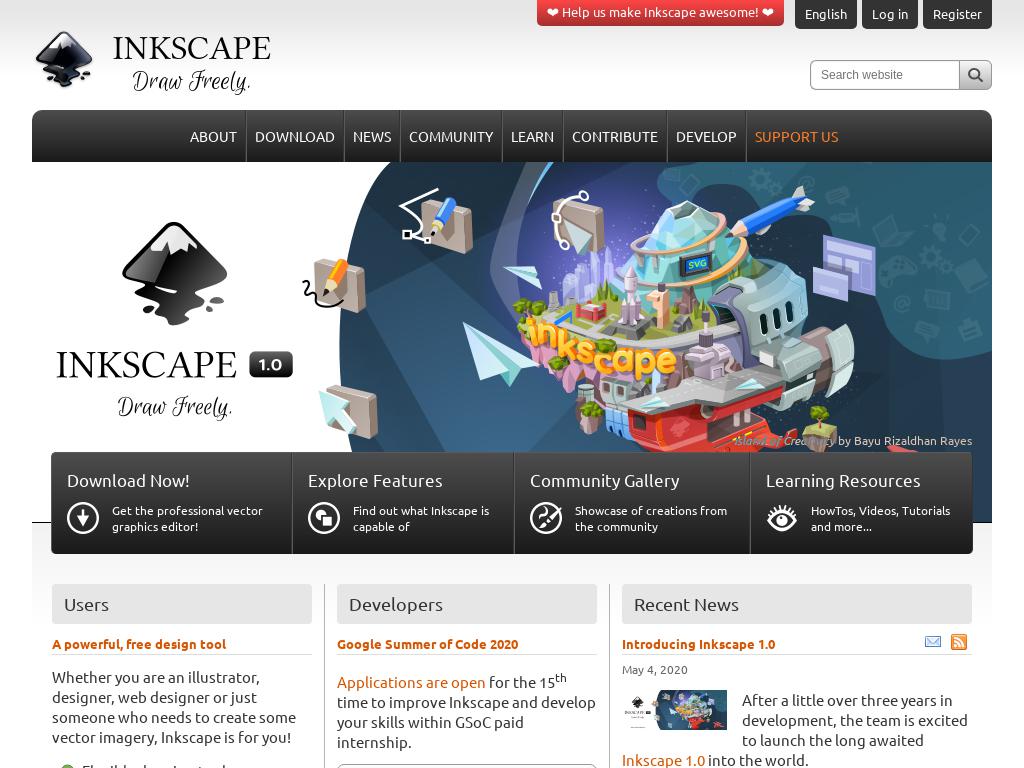 ❤ Help us make Inkscape awesome! ❤
English
Log in
Register
INKSCAPE
Draw Freely.
Search website
ABOUT
DOWNLOAD
NEWS
COMMUNITY
LEARN
CONTRIBUTE
DEVELOP
SUPPORT US
SVG
inkscape
INKSCAPE 1.0
Draw Freely.
Island of Creativity by Bayu Rizaldhan Rayes
Download Now!
Get the professional vector
graphics editor!
Explore Features
Find out what Inkscape is
capable of
Community Gallery
Showcase of creations from
the community
Learning Resources
HowTos, Videos, Tutorials
and more...
Users
A powerful, free design tool
Whether you are an illustrator,
designer, web designer or just
someone who needs to create some
vector imagery, Inkscape is for you!
Developers
Google Summer of Code 2020
Applications are open for the 15th
time to improve Inkscape and develop
your skills within GSoC paid
internship.
Recent News
Introducing Inkscape 1.0
May 4, 2020
After a little over three years in
development, the team is excited
to launch the long awaited
Inkscape 1.0 into the world.